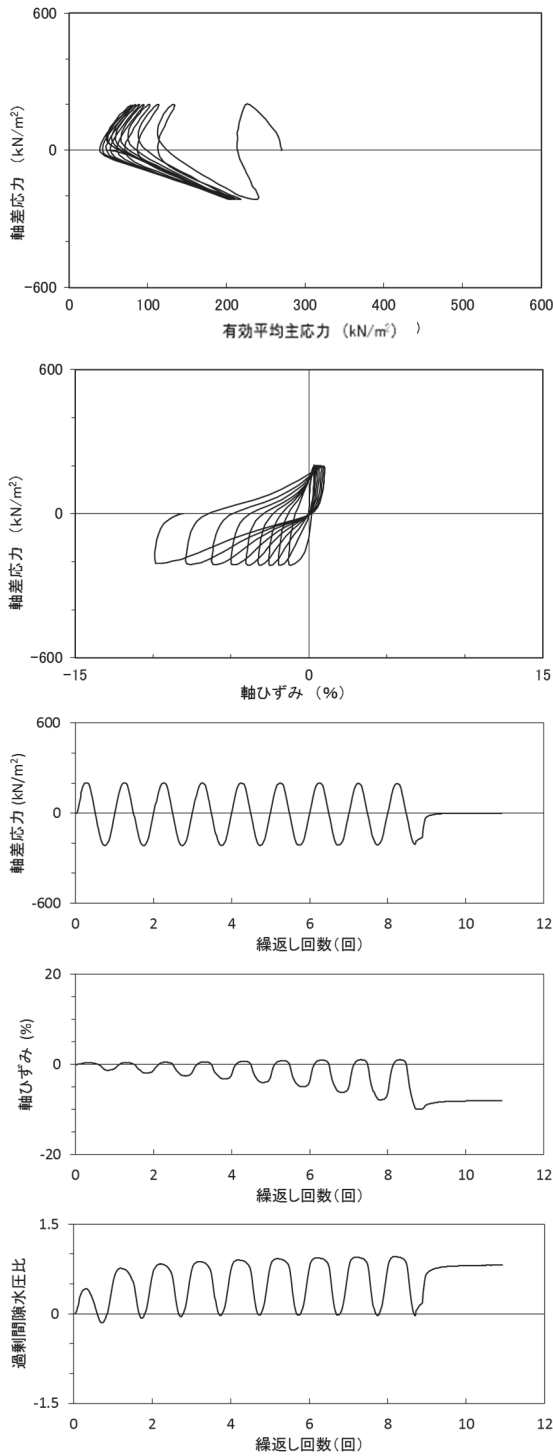 600
0
-600
軸差応力 (kN/m²)
0 100 200 300 400 500 600
有効平均主応力 (kN/m²) )
600
0
-600
軸差応力 (kN/m²)
-15 0 15
軸ひずみ (%)
600
0
-600
軸差応力 (kN/m²)
0 2 4 6 8 10 12
繰返し回数(回)
20
0
-20
軸ひずみ (%)
0 2 4 6 8 10 12
繰返し回数(回)
1.5
0
-1.5
過剰間隙水圧比
0 2 4 6 8 10 12
繰返し回数(回)